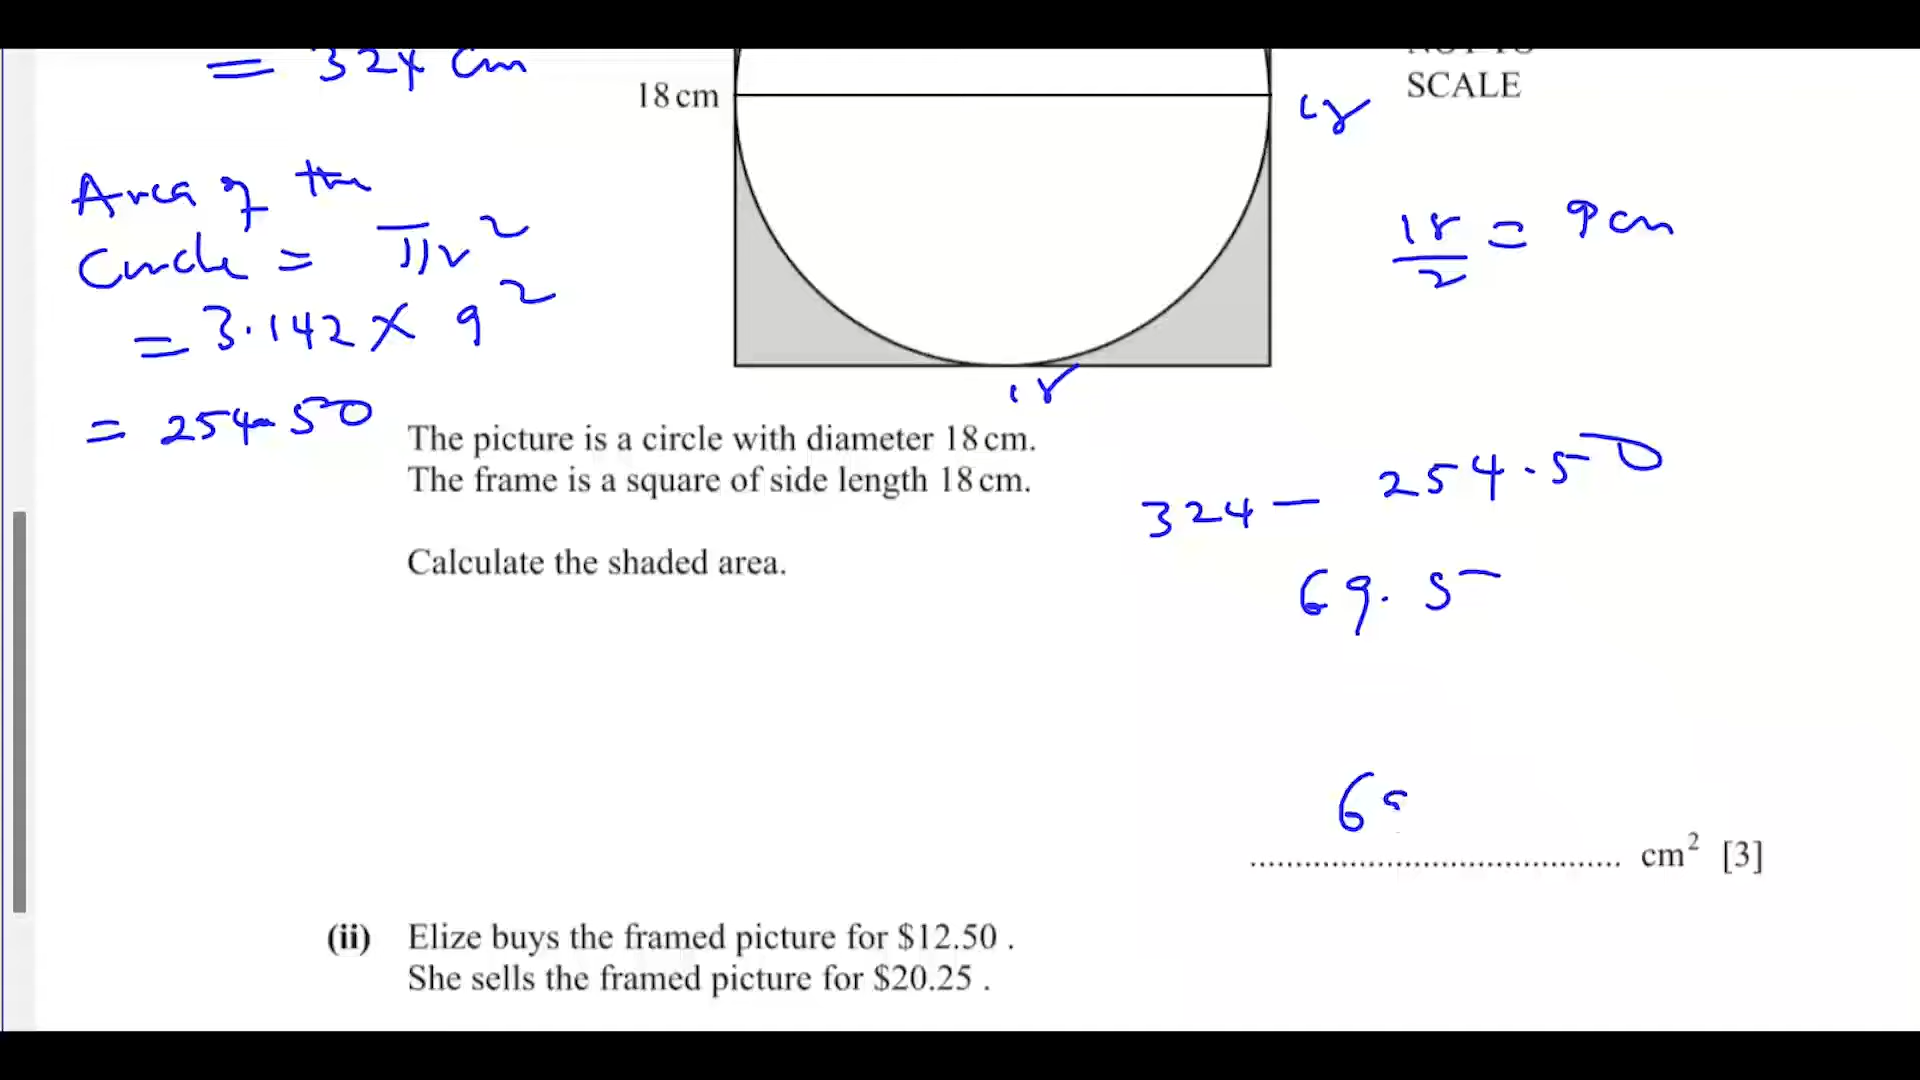 = 324 cm
SCALE
18 cm
18
Area of the
Circle = πr²
18/2 = 9 cm
= 3.142 × 9²
18
= 254.50
The picture is a circle with diameter 18 cm.
The frame is a square of side length 18 cm.
324 − 254.50
Calculate the shaded area.
69.5
69
.......................................... cm² [3]
(ii) Elize buys the framed picture for $12.50 .
She sells the framed picture for $20.25 .